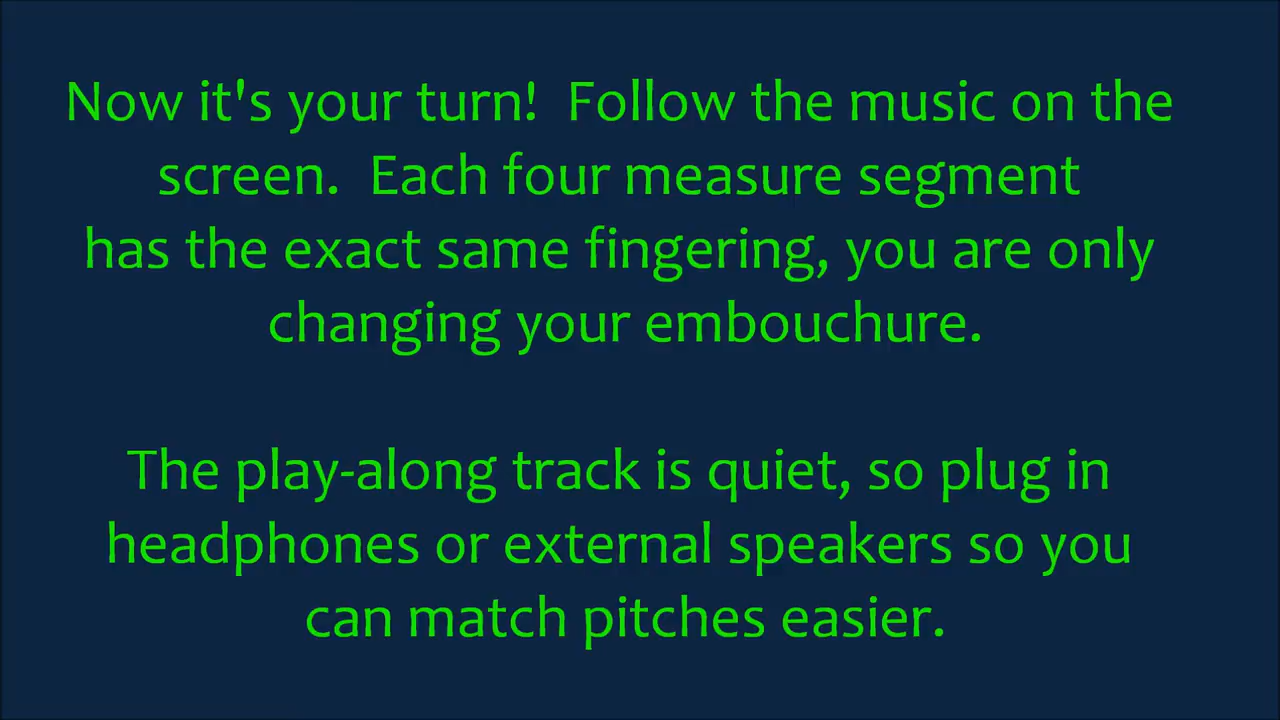 Now it's your turn!  Follow the music on the
screen.  Each four measure segment
has the exact same fingering, you are only
changing your embouchure.
The play-along track is quiet, so plug in
headphones or external speakers so you
can match pitches easier.